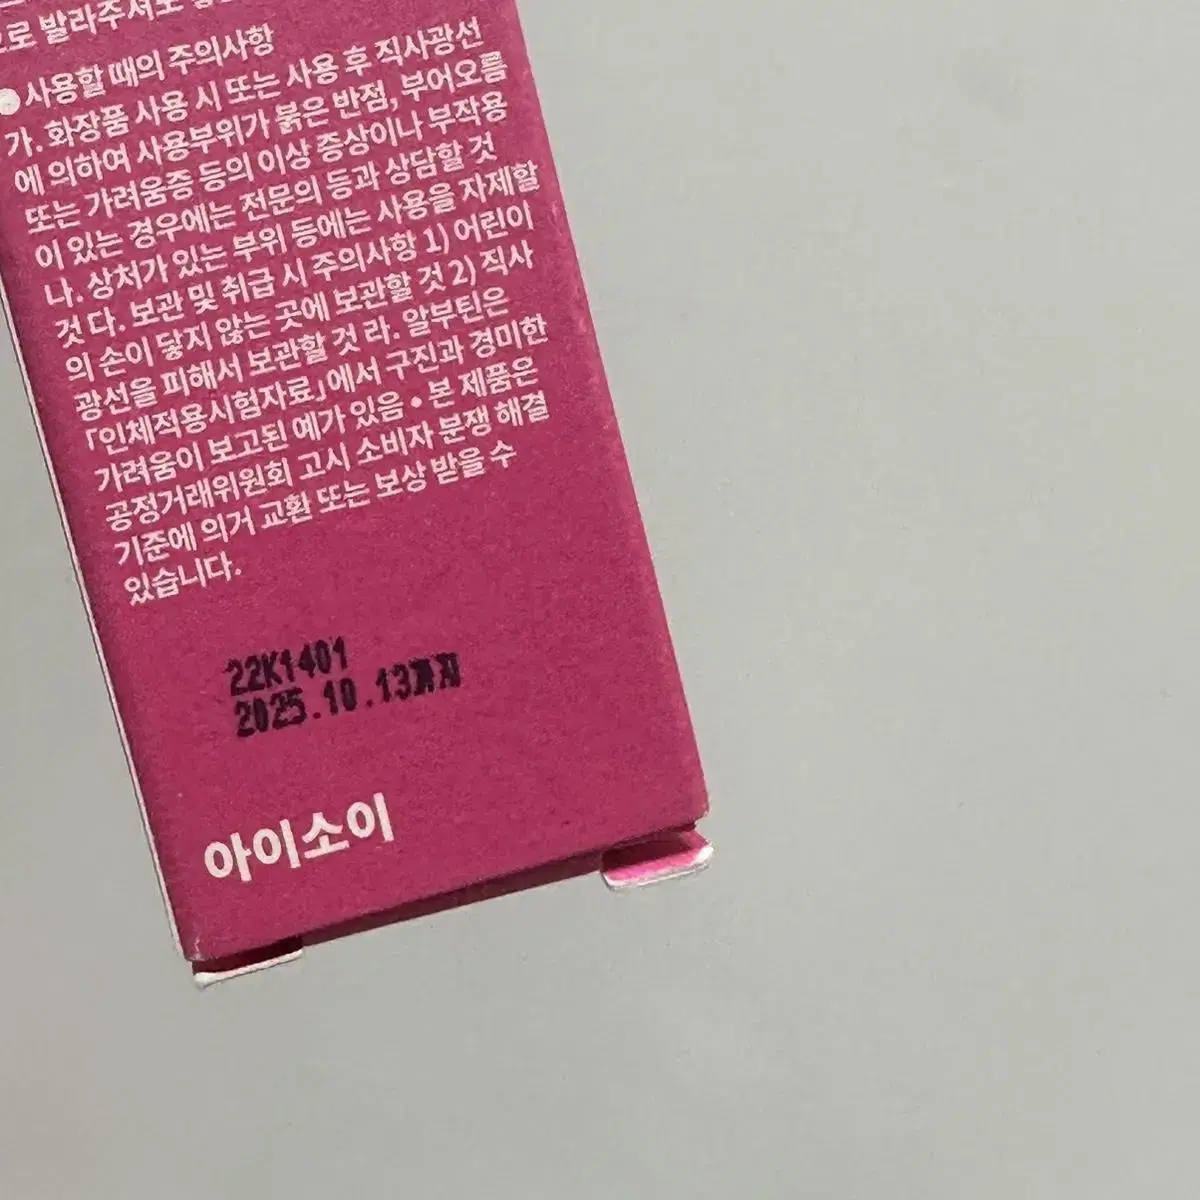 으로 발라주셔도
● 사용할 때의 주의사항
가. 화장품 사용 시 또는 사용 후 직사광선
에 의하여 사용부위가 붉은 반점, 부어오름
또는 가려움증 등의 이상 증상이나 부작용
이 있는 경우에는 전문의 등과 상담할 것
나. 상처가 있는 부위 등에는 사용을 자제할
것 다. 보관 및 취급 시 주의사항 1) 어린이
의 손이 닿지 않는 곳에 보관할 것 2) 직사
광선을 피해서 보관할 것 라. 알부틴은
「인체적용시험자료」에서 구진과 경미한
가려움이 보고된 예가 있음 • 본 제품은
공정거래위원회 고시 소비자 분쟁 해결
기준에 의거 교환 또는 보상 받을 수
있습니다.
22K1401
2025.10.13까지
아이소이